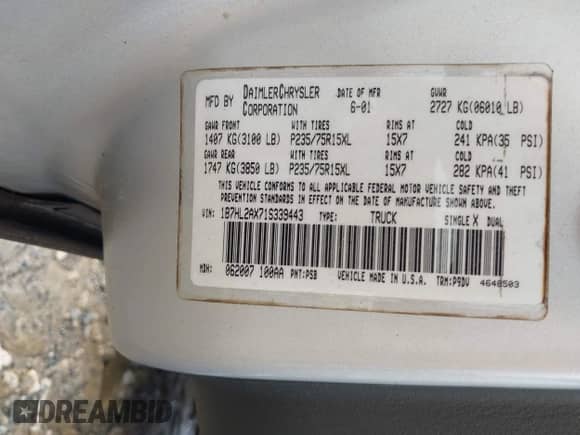 MFD BY DAIMLERCHRYSLER CORPORATION DATE OF MFR 6-01 GVWR 2727 KG(06010 LB)
GAWR FRONT WITH TIRES RIMS AT COLD
1407 KG(3100 LB) P235/75R15XL 15X7 241 KPA(35 PSI)
GAWR REAR WITH TIRES RIMS AT COLD
1747 KG(3850 LB) P235/75R15XL 15X7 282 KPA(41 PSI)
THIS VEHICLE CONFORMS TO ALL APPLICABLE FEDERAL MOTOR VEHICLE SAFETY AND THEFT
PREVENTION STANDARDS IN EFFECT ON THE DATE OF MANUFACTURE SHOWN ABOVE.
VIN: 1B7HL2AX71S339443 TYPE: TRUCK SINGLE X DUAL
MDH: 062007 100AA PNT:PSB VEHICLE MADE IN U.S.A. TRM:P9DV 4648503
DREAMBID